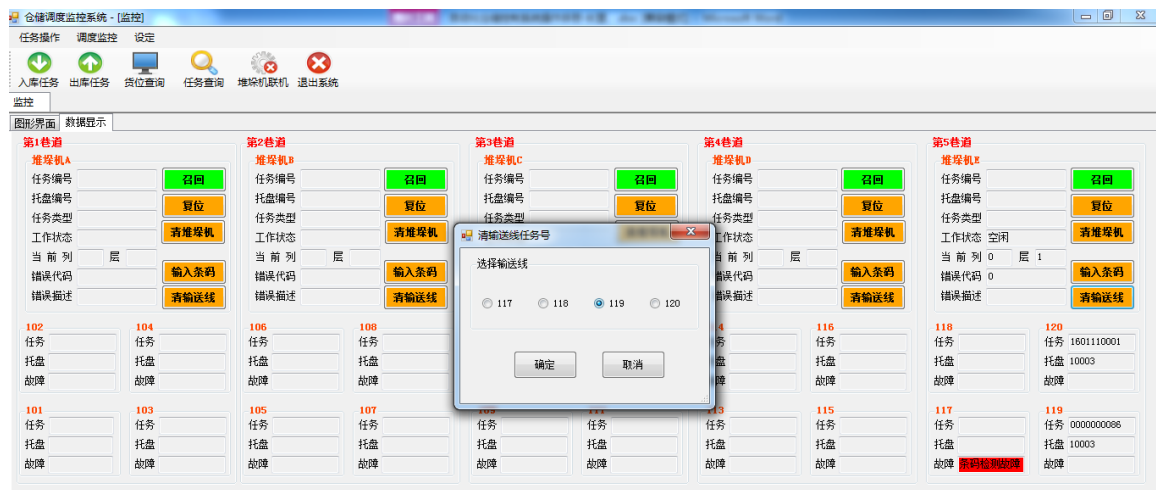 仓储调度监控系统 - [监控]
任务操作 调度监控 设定
入库任务 出库任务 货位查询 任务查询 堆垛机联机 退出系统
监控
图形界面 数据显示
第1巷道 第2巷道 第3巷道 第4巷道 第5巷道
堆垛机A 堆垛机B 堆垛机C 堆垛机D 堆垛机E
任务编号 召回 任务编号 召回 任务编号 召回 任务编号 召回 任务编号 召回
托盘编号 托盘编号 托盘编号 托盘编号 托盘编号
复位 复位 复位 复位 复位
任务类型 任务类型 任务类型 任务类型 任务类型
工作状态 清堆垛机 工作状态 清堆垛机 工作状态 清堆垛机 工作状态 空闲 清堆垛机
当前列 层 当前列 层 当前列 层 当前列 0 层 1
错误代码 输入条码 错误代码 输入条码 错误代码 输入条码 错误代码 0 输入条码
错误描述 清输送线 错误描述 清输送线 错误描述 清输送线 错误描述 清输送线
清输送线任务号
选择输送线
117 118 119 120
确定 取消
102 104 106 108 116 118 120
任务 任务 任务 任务 任务 任务 任务 1601110001
托盘 托盘 托盘 托盘 托盘 托盘 托盘 10003
故障 故障 故障 故障 故障 故障 故障
101 103 105 107 115 117 119
任务 任务 任务 任务 任务 任务 任务 任务 任务 任务 0000000086
托盘 托盘 托盘 托盘 托盘 托盘 托盘 托盘 托盘 托盘 10003
故障 故障 故障 故障 故障 故障 故障 故障 故障 条码检测故障 故障